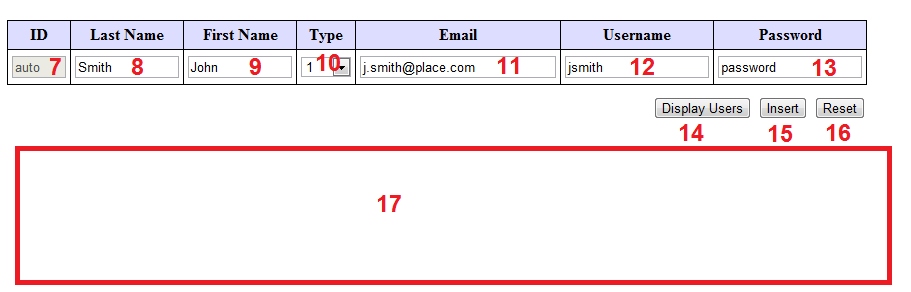 ID Last Name First Name Type Email Username Password
auto 7 Smith 8 John 9 1 10 j.smith@place.com 11 jsmith 12 password 13
Display Users Insert Reset
14 15 16
17